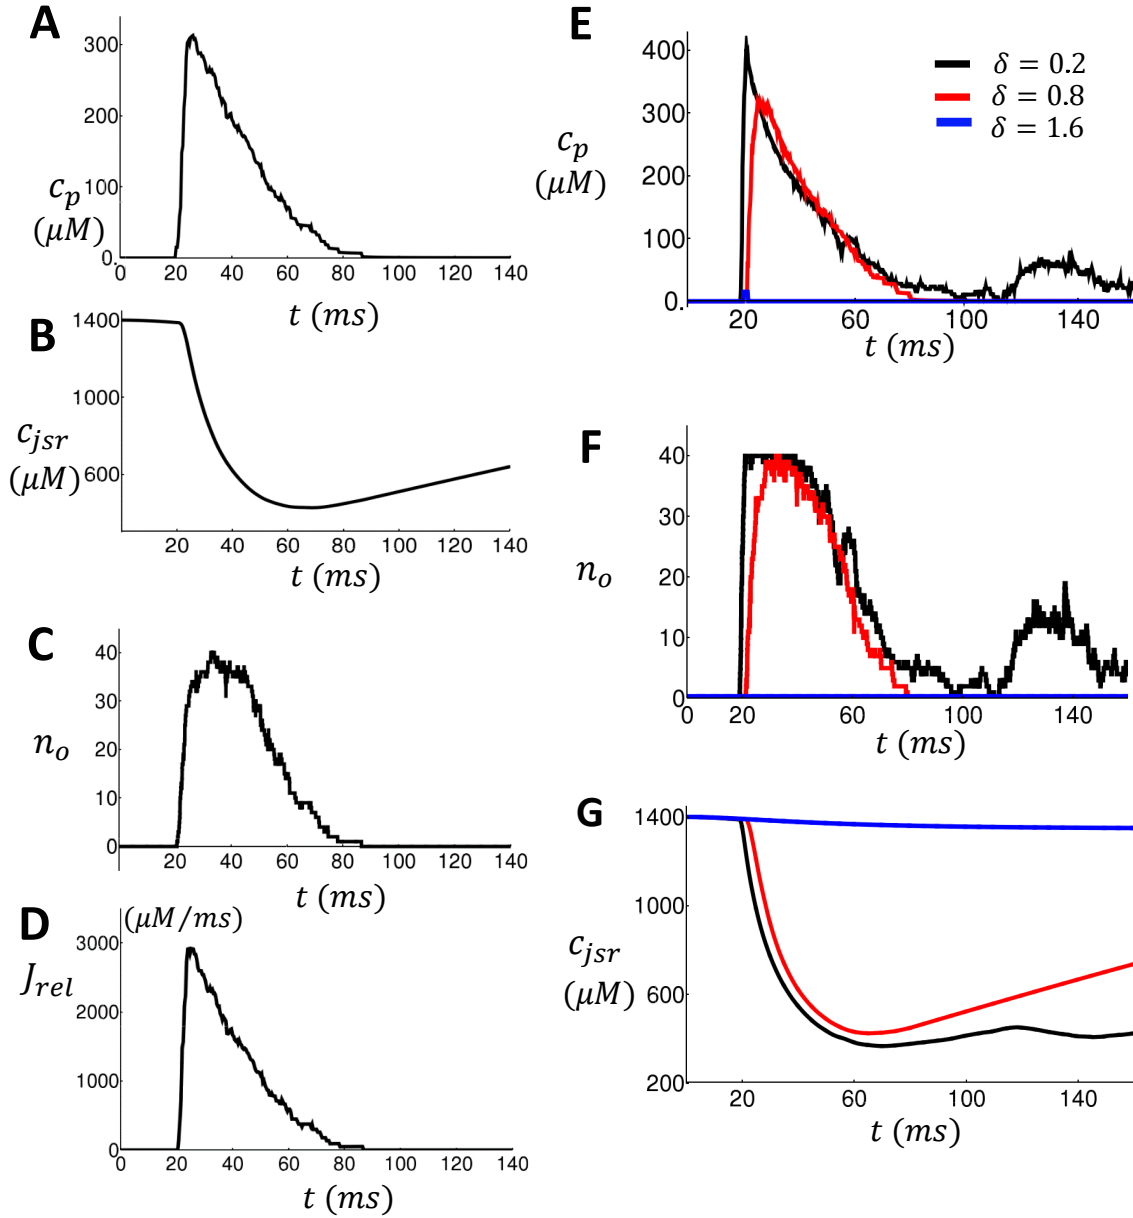 A
300
200
100
0.
c_p
(μM)
0. 20 40 60 80 100 120 140
t (ms)
B
1400
1000
600
c_jsr
(μM)
20 40 60 80 100 120 140
t (ms)
C
40
30
20
10
0
n_o
0 20 40 60 80 100 120 140
t (ms)
D
(μM/ms)
3000
2000
1000
0
J_rel
0 20 40 60 80 100 120 140
t (ms)
E
400
300
200
100
0.
c_p
(μM)
δ = 0.2
δ = 0.8
δ = 1.6
20 60 100 140
t (ms)
F
40
30
20
10
0
n_o
0 20 60 100 140
t (ms)
G
1400
1000
600
200
c_jsr
(μM)
20 60 100 140
t (ms)